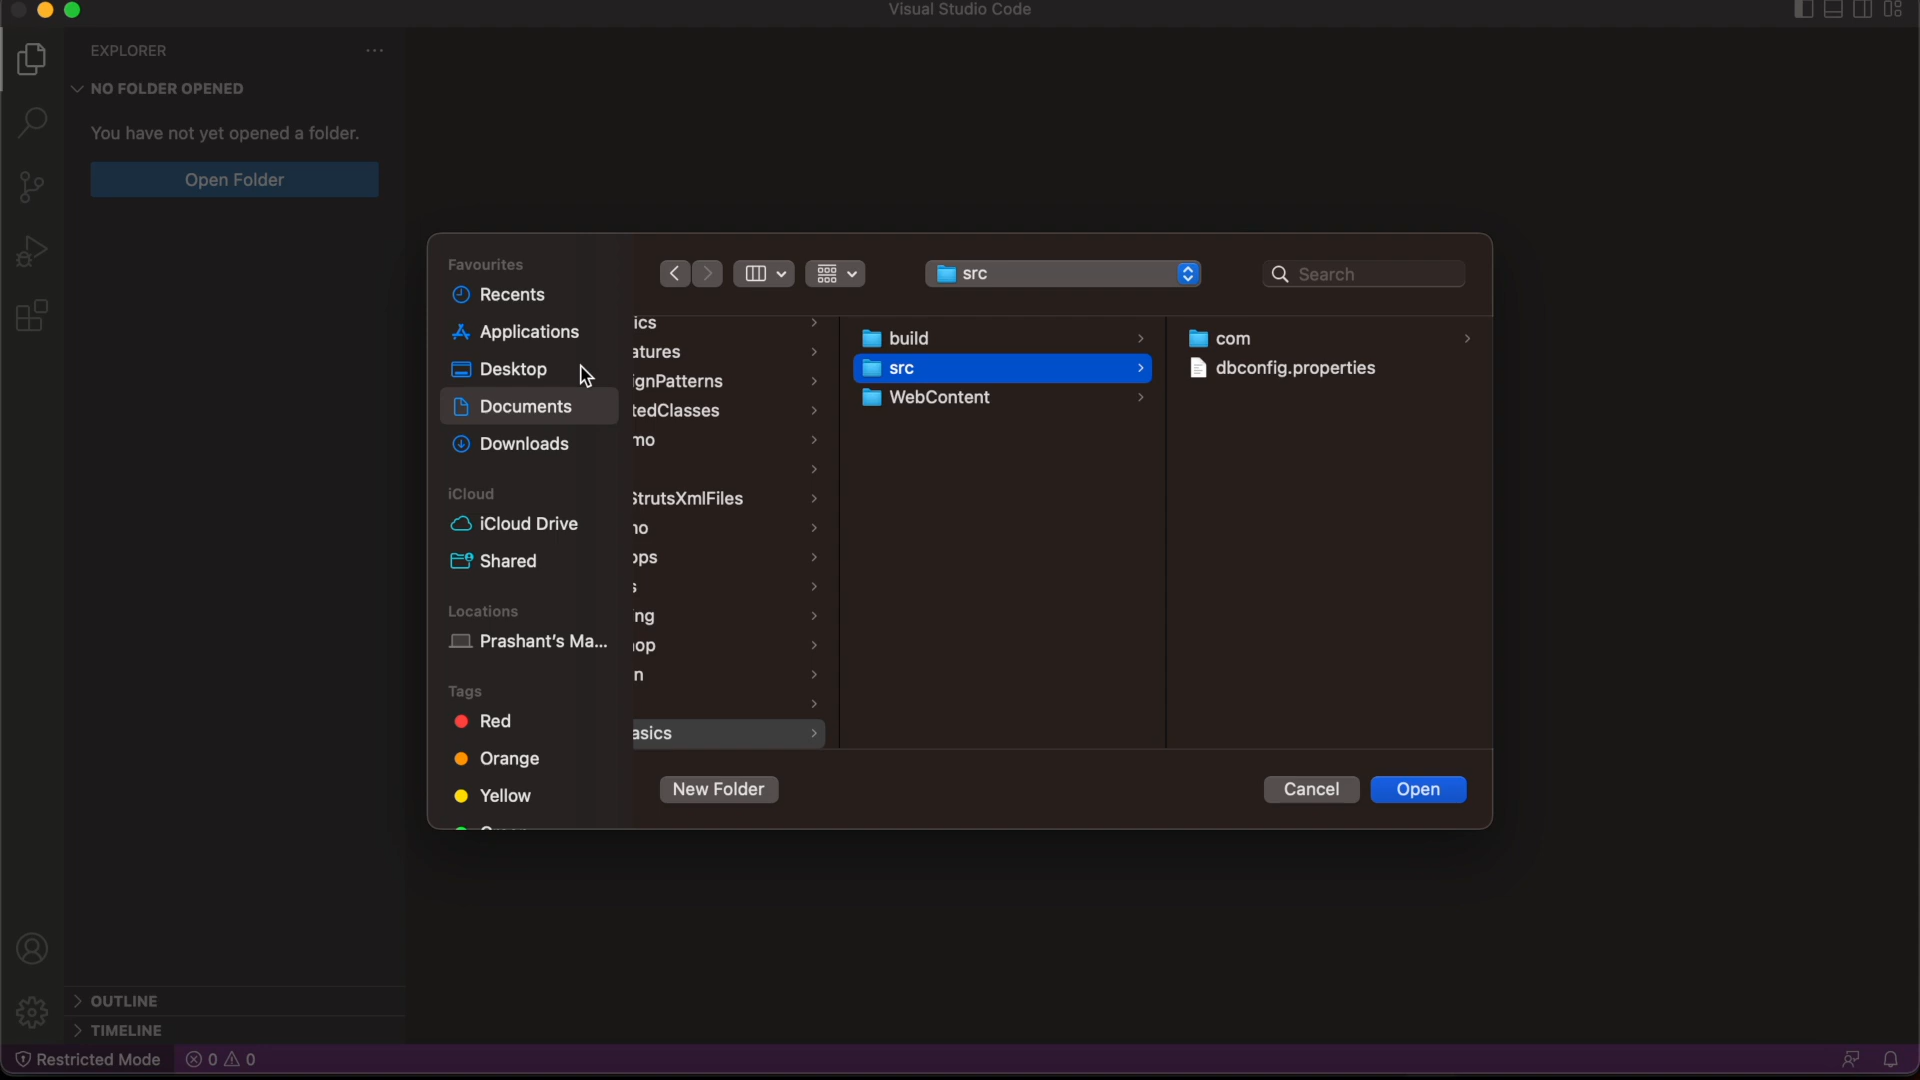 Visual Studio Code
EXPLORER
NO FOLDER OPENED
You have not yet opened a folder.
Open Folder
OUTLINE
TIMELINE
Restricted Mode
0
0
Favourites
Recents
Applications
Desktop
Documents
Downloads
iCloud
iCloud Drive
Shared
Locations
Prashant's Ma...
Tags
Red
Orange
Yellow
src
Search
ics
atures
ignPatterns
tedClasses
mo
StrutsXmlFiles
no
ops
s
ing
op
n
asics
build
src
WebContent
com
dbconfig.properties
New Folder
Cancel
Open